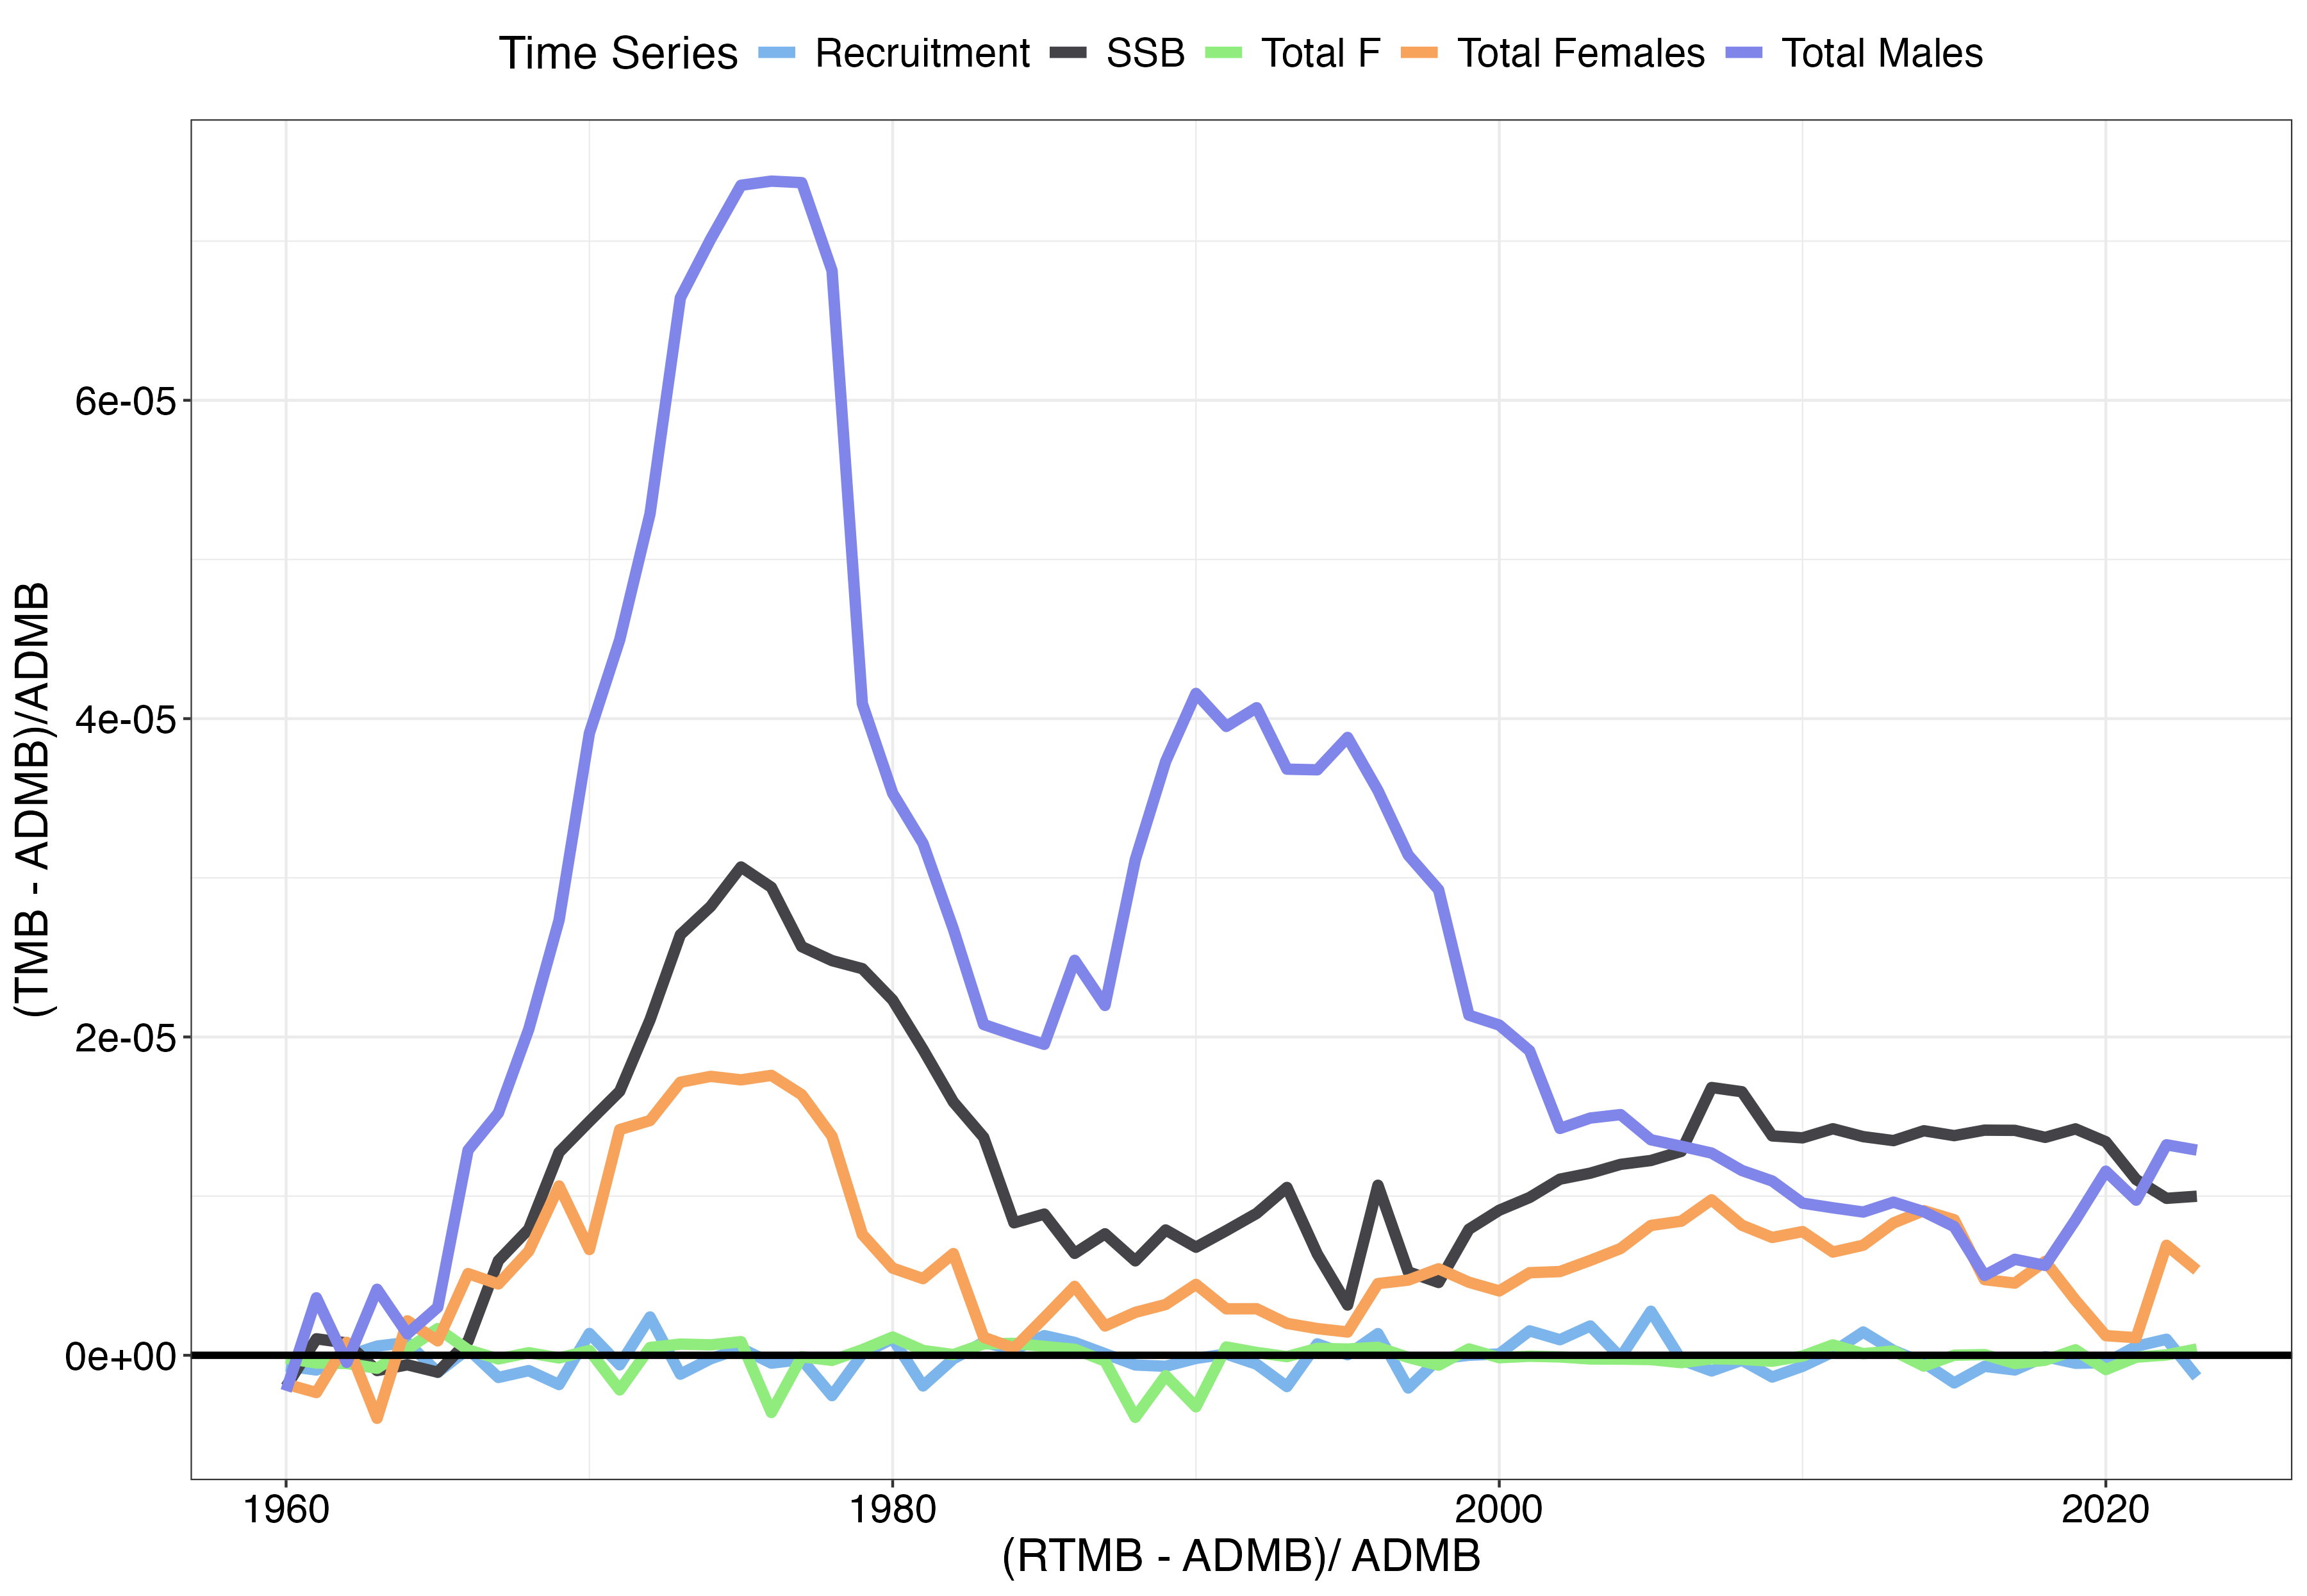 Time Series Recruitment SSB Total F Total Females Total Males
(TMB - ADMB)/ADMB
6e-05
4e-05
2e-05
0e+00
1960 1980 2000 2020
(RTMB - ADMB)/ ADMB